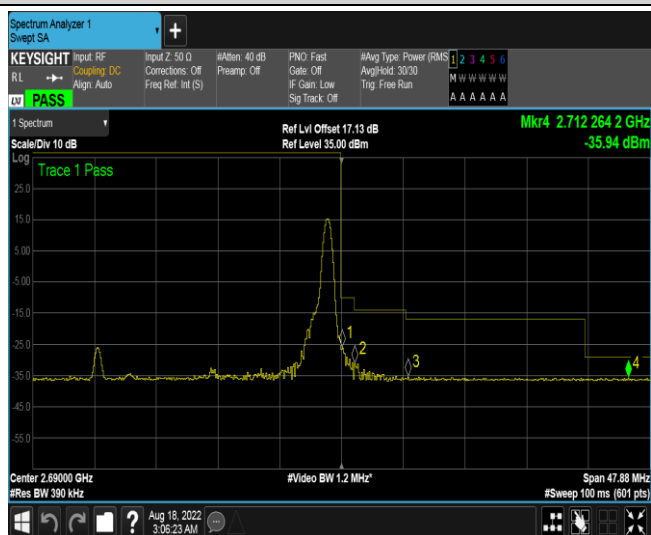 Spectrum Analyzer 1
Swept SA
+
KEYSIGHT Input: RF Input Z: 50 Ω #Atten: 40 dB PNO: Fast #Avg Type: Power (RMS 1 2 3 4 5 6
RL Coupling: DC Corrections: Off Preamp: Off Gate: Off Avg|Hold: 30/30 M W W W W W
Align: Auto Freq Ref: Int (S) IF Gain: Low Trig: Free Run
LXI PASS Sig Track: Off A A A A A A
1 Spectrum Ref Lvl Offset 17.13 dB Mkr4 2.712 264 2 GHz
Scale/Div 10 dB Ref Level 35.00 dBm -35.94 dBm
Log
Trace 1 Pass
25.0
15.0
5.00
-5.00
-15.0
1
-25.0
2
3
4
-35.0
-45.0
-55.0
Center 2.69000 GHz #Video BW 1.2 MHz* Span 47.88 MHz
#Res BW 390 kHz #Sweep 100 ms (601 pts)
? Aug 18, 2022
3:06:23 AM